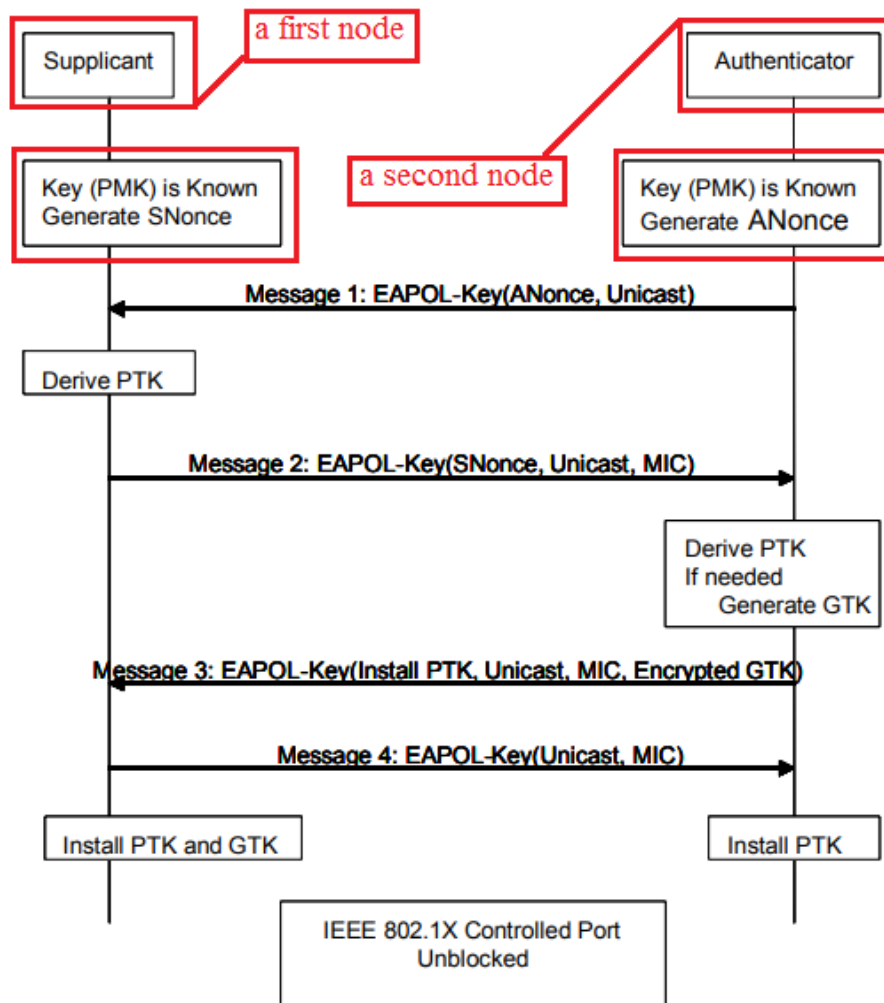 a first node
Supplicant
Authenticator
a second node
Key (PMK) is Known
Generate SNonce
Key (PMK) is Known
Generate ANonce
Message 1: EAPOL-Key(ANonce, Unicast)
Derive PTK
Message 2: EAPOL-Key(SNonce, Unicast, MIC)
Derive PTK
If needed
Generate GTK
Message 3: EAPOL-Key(Install PTK, Unicast, MIC, Encrypted GTK)
Message 4: EAPOL-Key(Unicast, MIC)
Install PTK and GTK
Install PTK
IEEE 802.1X Controlled Port
Unblocked